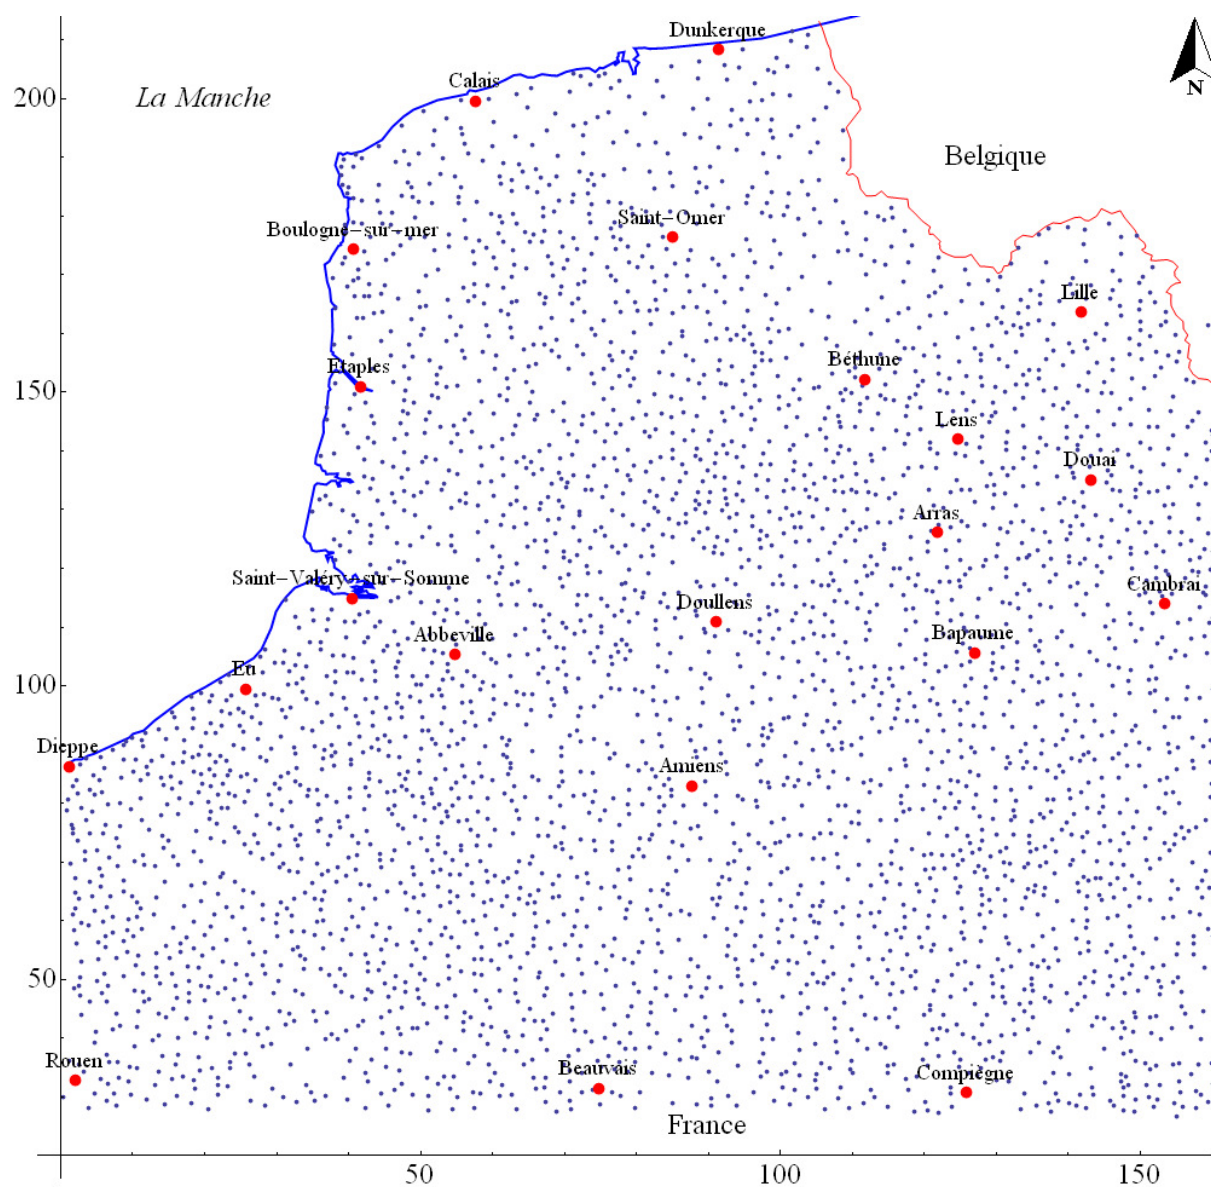 Dunkerque
Calais
200
La Manche
N
Belgique
Saint-Omer
Boulogne-sur-mer
Lille
Etaples
Béthune
150
Lens
Douai
Arras
Saint-Valéry-sur-Somme
Cambrai
Doullens
Abbeville
Bapaume
Eu
100
Dieppe
Amiens
50
Rouen
Beauvais
Compiègne
France
50
100
150